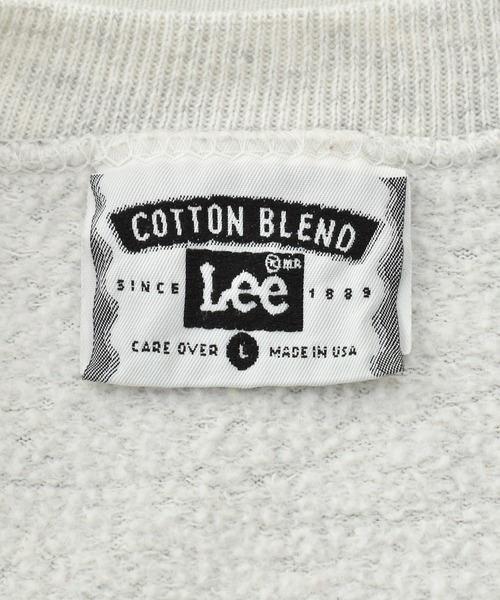 COTTON BLEND
® M.R.
SINCE Lee 1889
CARE OVER L MADE IN USA